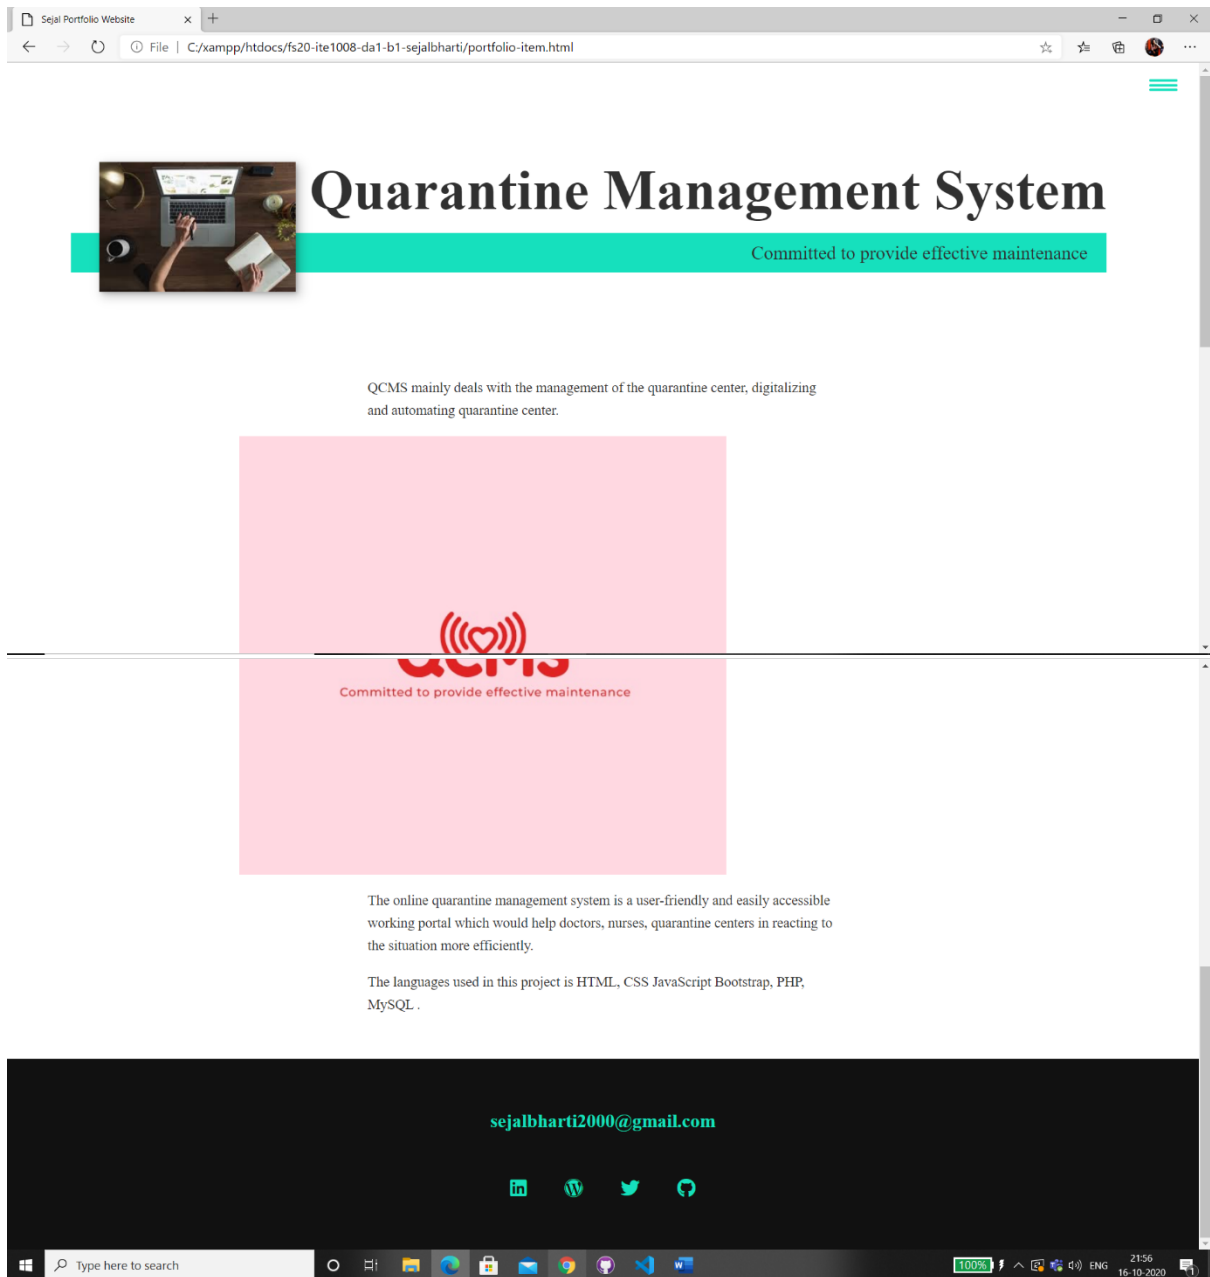 Sejal Portfolio Website
File | C:/xampp/htdocs/fs20-ite1008-da1-b1-sejalbharti/portfolio-item.html
Quarantine Management System
Committed to provide effective maintenance
QCMS mainly deals with the management of the quarantine center, digitalizing
and automating quarantine center.
QCMS
Committed to provide effective maintenance
The online quarantine management system is a user-friendly and easily accessible
working portal which would help doctors, nurses, quarantine centers in reacting to
the situation more efficiently.
The languages used in this project is HTML, CSS JavaScript Bootstrap, PHP,
MySQL .
sejalbharti2000@gmail.com
in
Type here to search
100%
ENG
21:56
16-10-2020
1